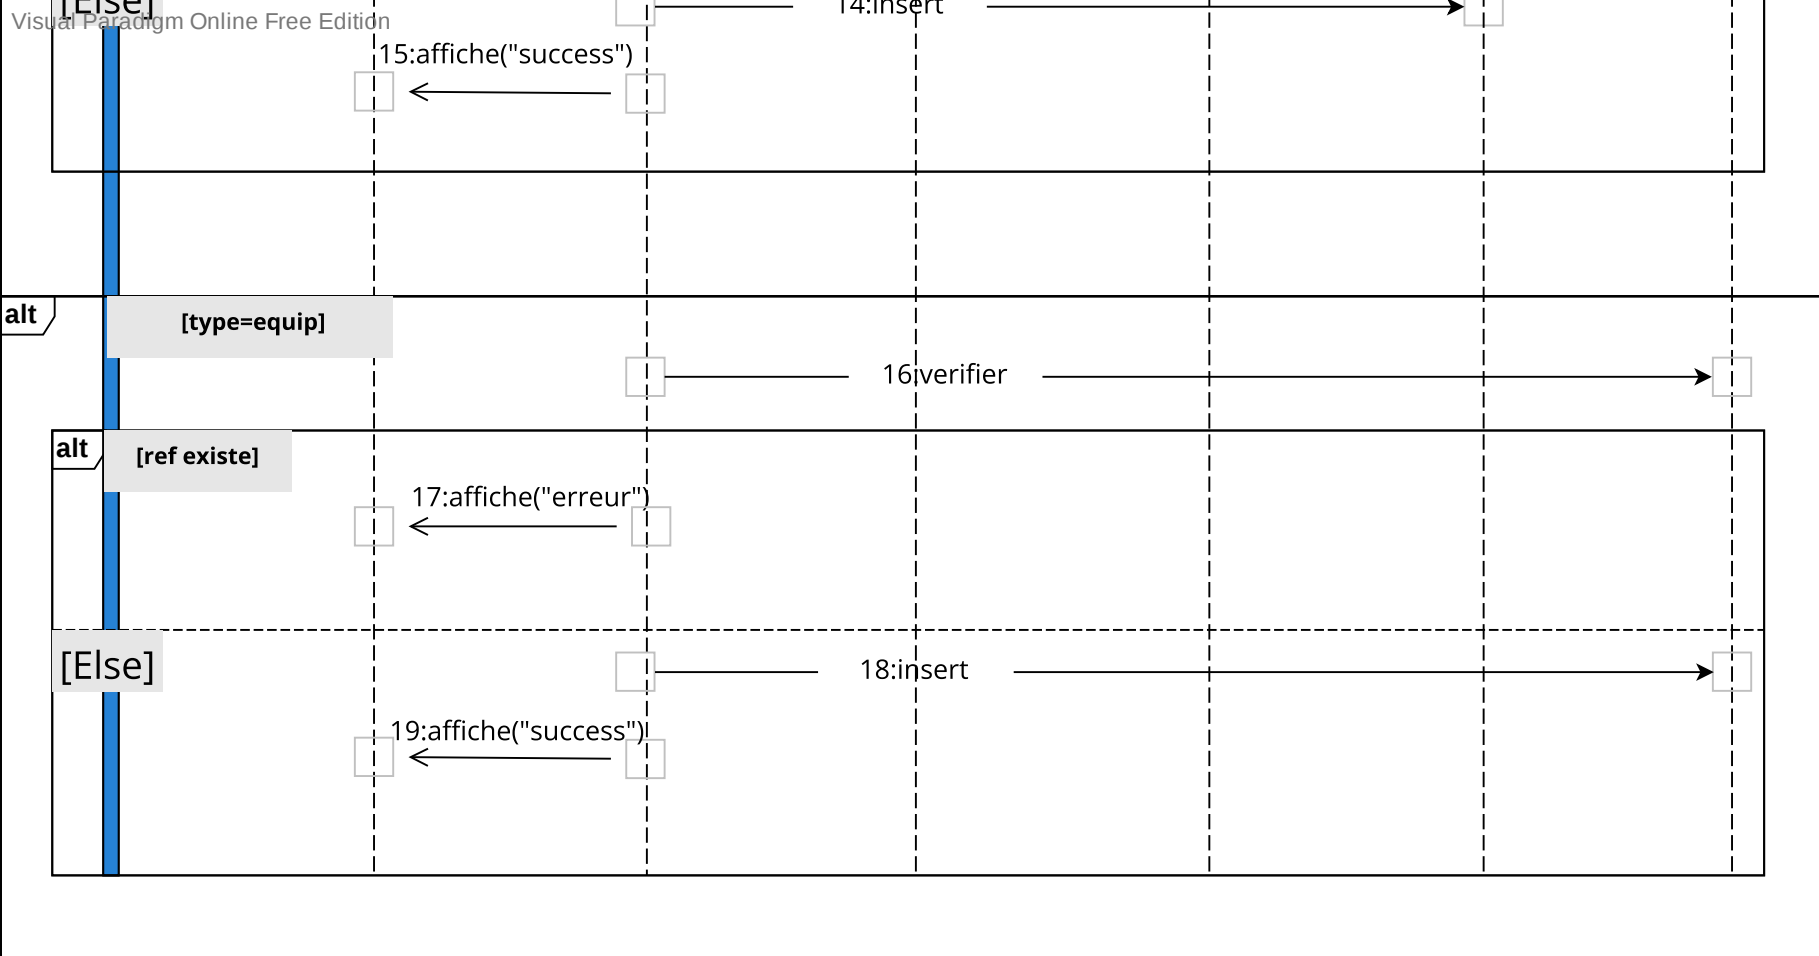 [Else]
14:insert
Visual Paradigm Online Free Edition
15:affiche("success")
alt
[type=equip]
16:verifier
alt
[ref existe]
17:affiche("erreur")
[Else]
18:insert
19:affiche("success")